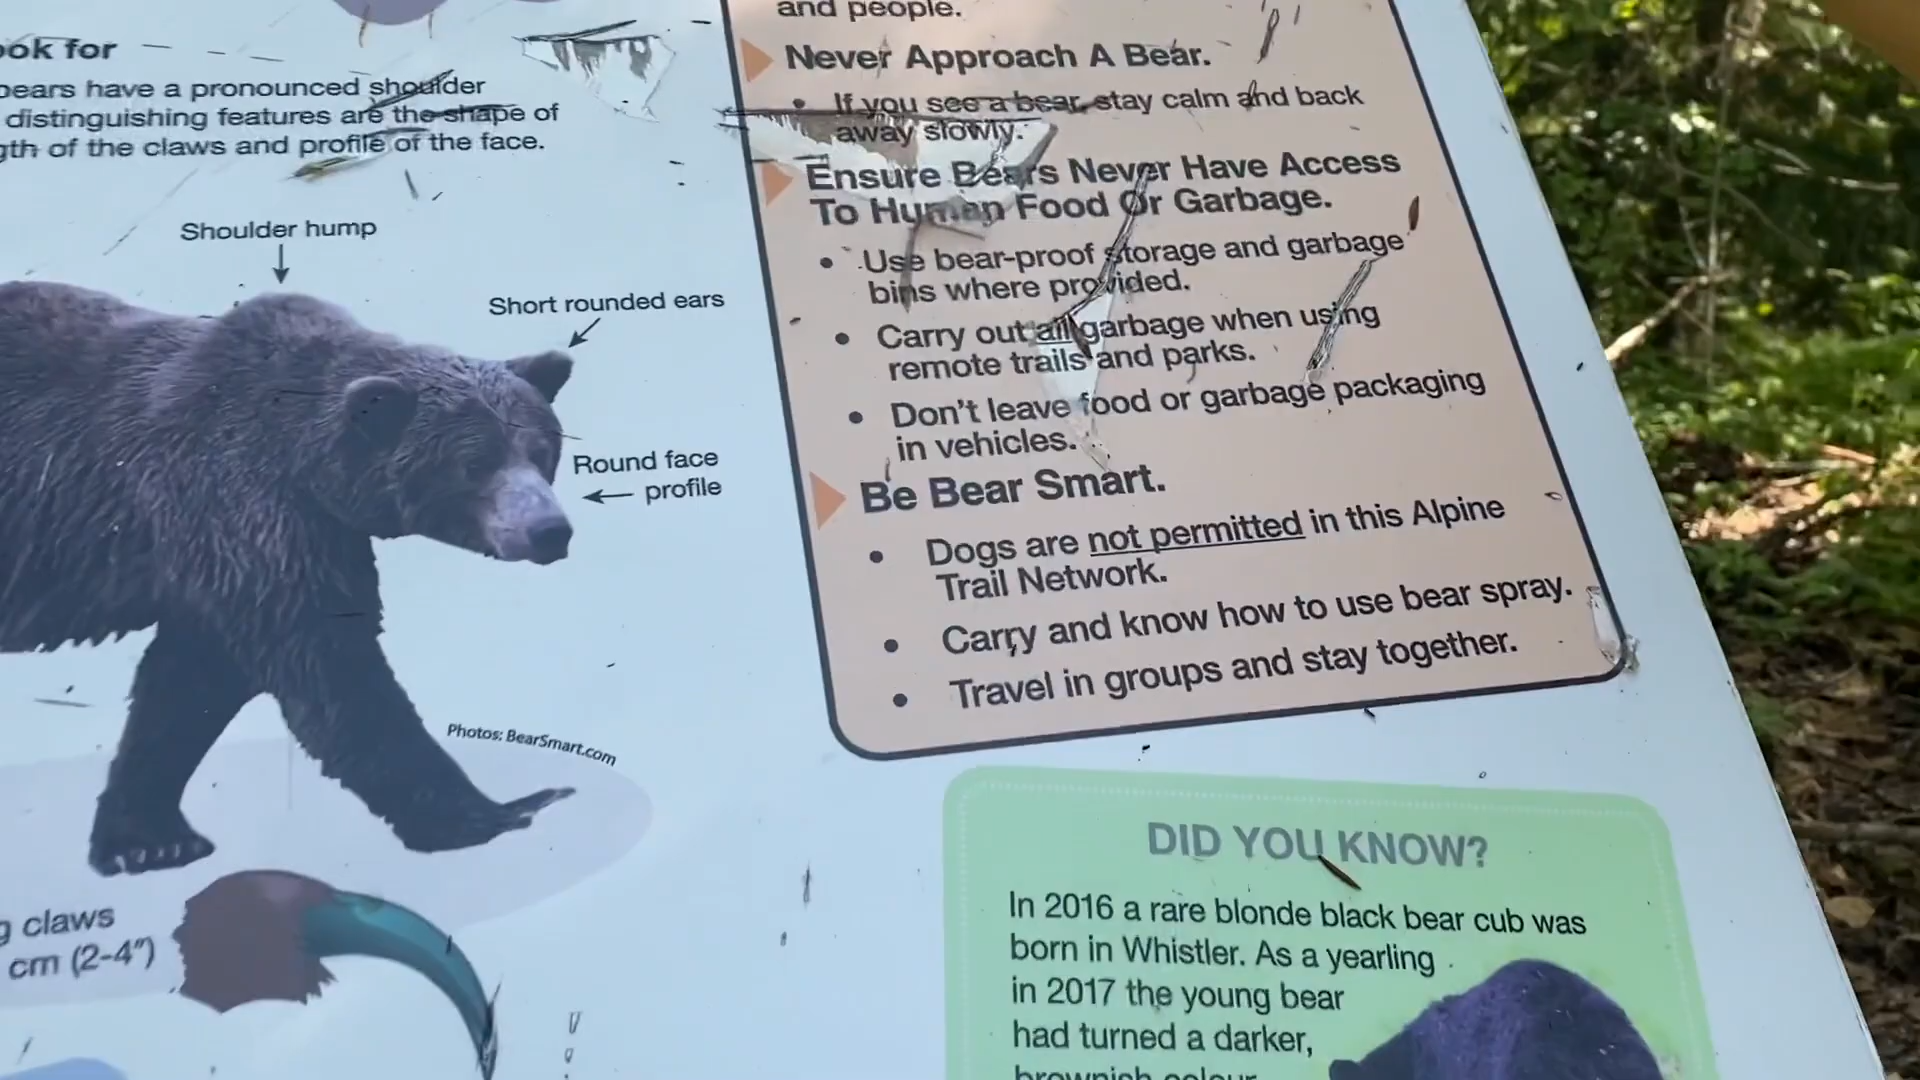 ook for
bears have a pronounced shoulder
distinguishing features are the shape of
gth of the claws and profile of the face.
Shoulder hump
Short rounded ears
Round face
profile
Photos: BearSmart.com
g claws
cm (2-4")
and people.
Never Approach A Bear.
• If you see a bear, stay calm and back
away slowly.
Ensure Bears Never Have Access
To Human Food Or Garbage.
• Use bear-proof storage and garbage
bins where provided.
• Carry out all garbage when using
remote trails and parks.
• Don't leave food or garbage packaging
in vehicles.
Be Bear Smart.
• Dogs are not permitted in this Alpine
Trail Network.
• Carry and know how to use bear spray.
• Travel in groups and stay together.
DID YOU KNOW?
In 2016 a rare blonde black bear cub was
born in Whistler. As a yearling
in 2017 the young bear
had turned a darker,
brownish colour